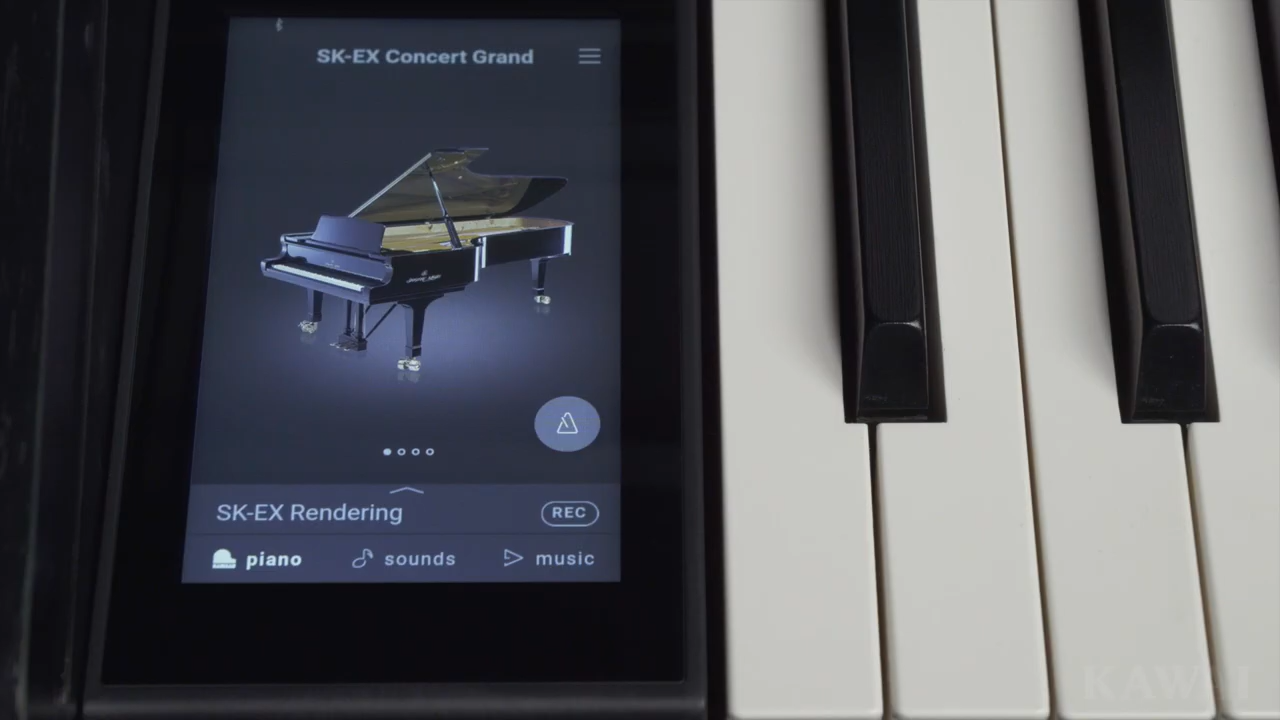 SK-EX Concert Grand
SK-EX Rendering
REC
piano
sounds
music
KAWAI